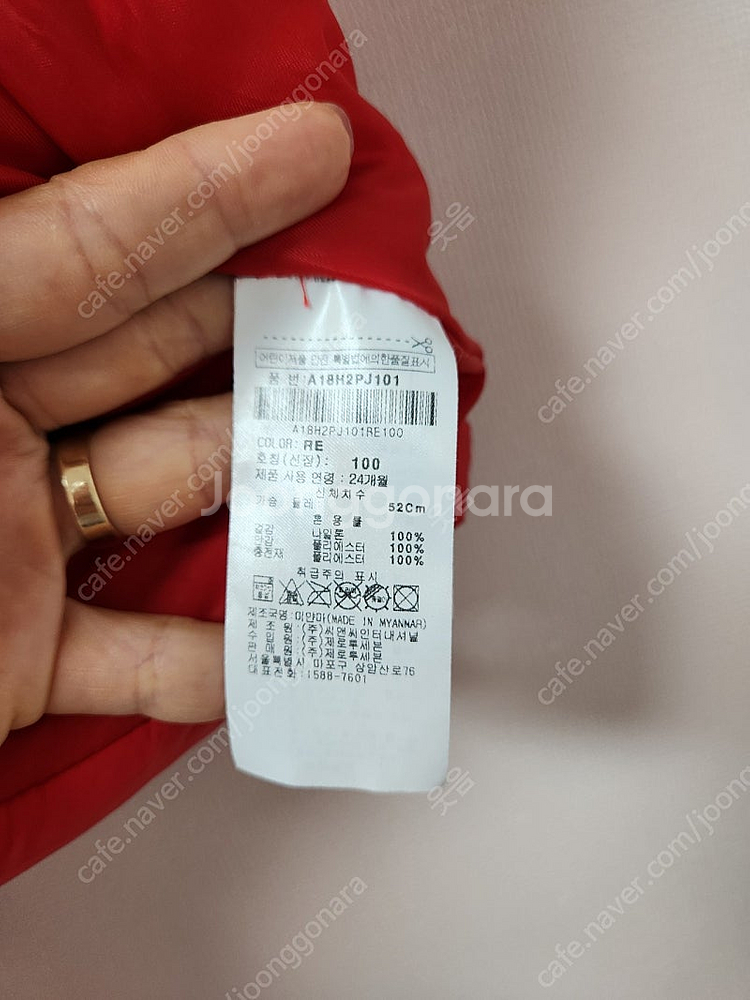 어린이제품 안전 특별법에의한품질표시
품 번:A18H2PJ101
A18H2PJ101RE100
COLOR: RE
호칭(신장): 100
제품 사용 연령: 24개월
신체치수
가슴 둘레 52Cm
혼 용 률
겉감 나일론 100%
안감 폴리에스터 100%
충전재 폴리에스터 100%
취급주의 표시
제조국명:미얀마(MADE IN MYANMAR)
제 조 원:(주)씨앤씨인터내셔널
수 입 원:(주)제로투세븐
판 매 원:(주)제로투세븐
서울특별시 마포구 상암산로76
대표전화:1588-7601
Joonggonara
cafe.naver.com/joonggonara